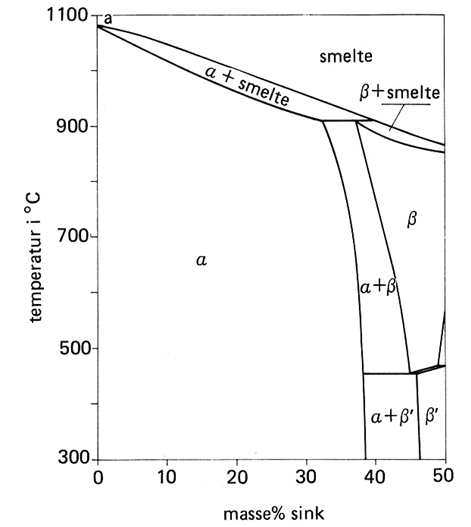 1100
a
smelte
α + smelte
β+smelte
900
β
700
α
α+β
500
α+β'
β'
300
0
10
20
30
40
50
temperatur i °C
masse% sink